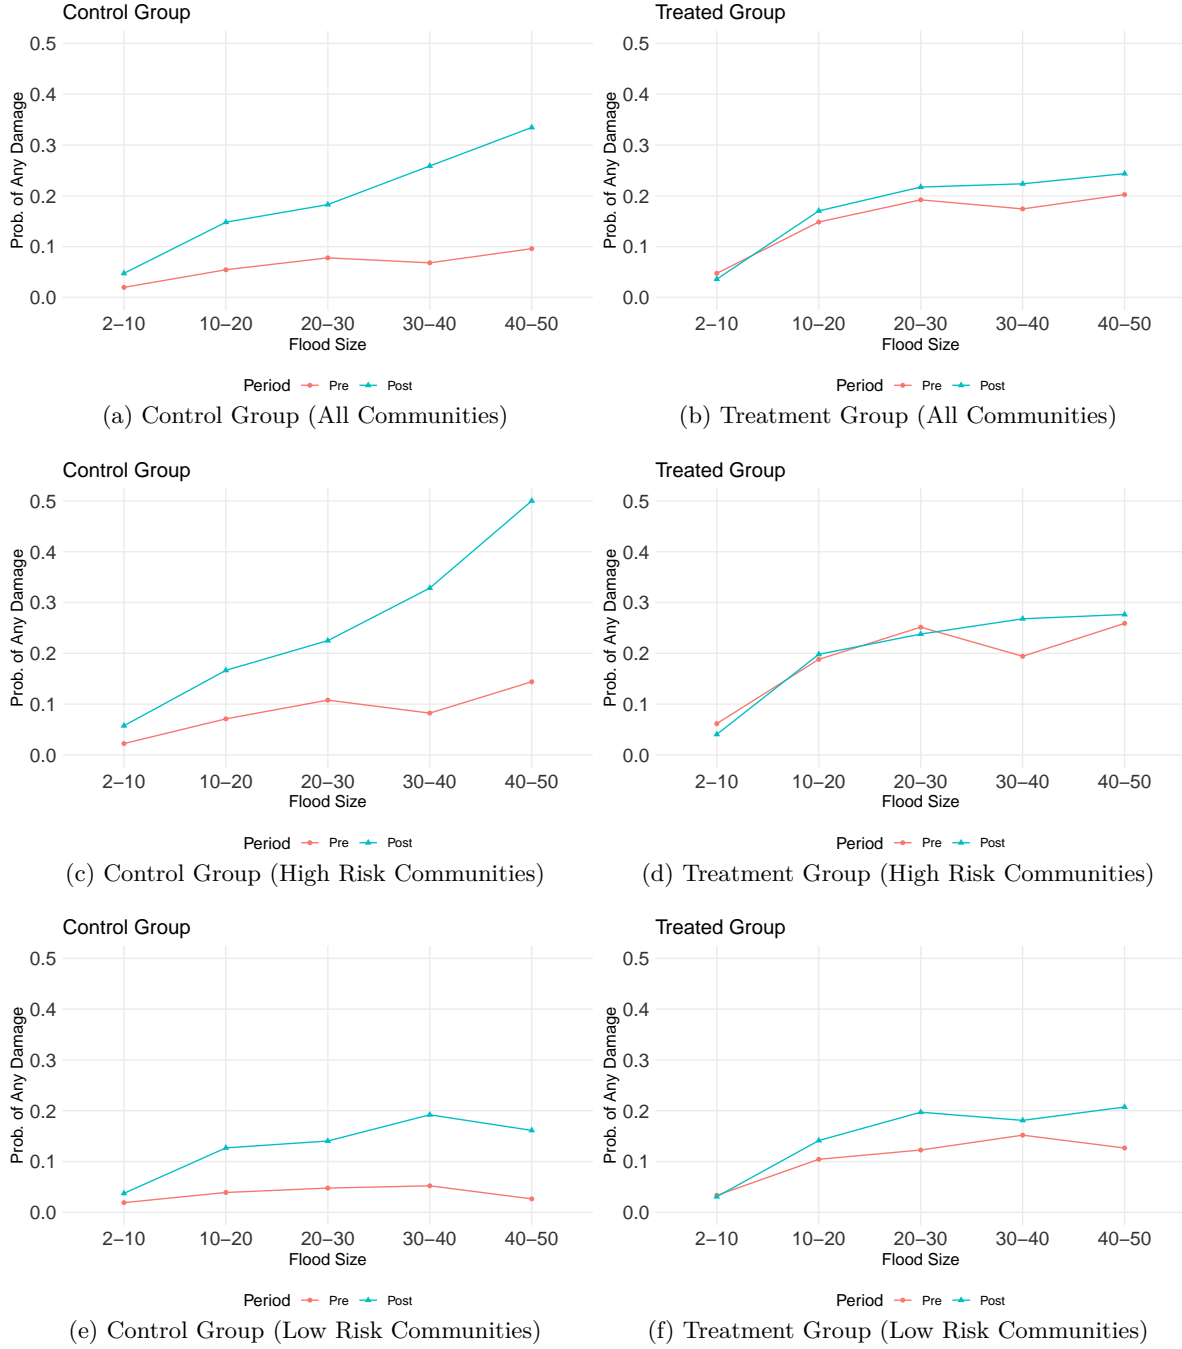 Control Group
Prob. of Any Damage
0.5
0.4
0.3
0.2
0.1
0.0
2−10 10−20 20−30 30−40 40−50
Flood Size
Period Pre Post
(a) Control Group (All Communities)
Treated Group
Prob. of Any Damage
0.5
0.4
0.3
0.2
0.1
0.0
2−10 10−20 20−30 30−40 40−50
Flood Size
Period Pre Post
(b) Treatment Group (All Communities)
Control Group
Prob. of Any Damage
0.5
0.4
0.3
0.2
0.1
0.0
2−10 10−20 20−30 30−40 40−50
Flood Size
Period Pre Post
(c) Control Group (High Risk Communities)
Treated Group
Prob. of Any Damage
0.5
0.4
0.3
0.2
0.1
0.0
2−10 10−20 20−30 30−40 40−50
Flood Size
Period Pre Post
(d) Treatment Group (High Risk Communities)
Control Group
Prob. of Any Damage
0.5
0.4
0.3
0.2
0.1
0.0
2−10 10−20 20−30 30−40 40−50
Flood Size
Period Pre Post
(e) Control Group (Low Risk Communities)
Treated Group
Prob. of Any Damage
0.5
0.4
0.3
0.2
0.1
0.0
2−10 10−20 20−30 30−40 40−50
Flood Size
Period Pre Post
(f) Treatment Group (Low Risk Communities)